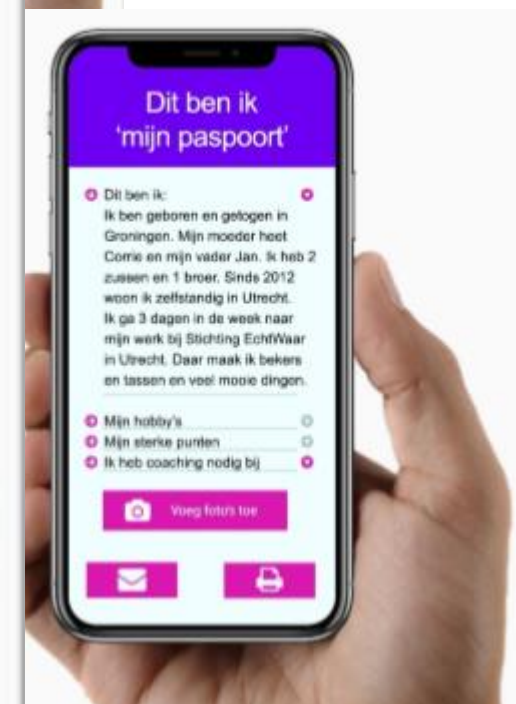 Dit ben ik
‘mijn paspoort’
Dit ben ik:
Ik ben geboren en getogen in
Groningen. Mijn moeder heet
Corrie en mijn vader Jan. Ik heb 2
zussen en 1 broer. Sinds 2012
woon ik zelfstandig in Utrecht.
Ik ga 3 dagen in de week naar
mijn werk bij Stichting EchtWaar
in Utrecht. Daar maak ik bekers
en tassen en veel mooie dingen.
Mijn hobby's
Mijn sterke punten
Ik heb coaching nodig bij
Voeg foto's toe